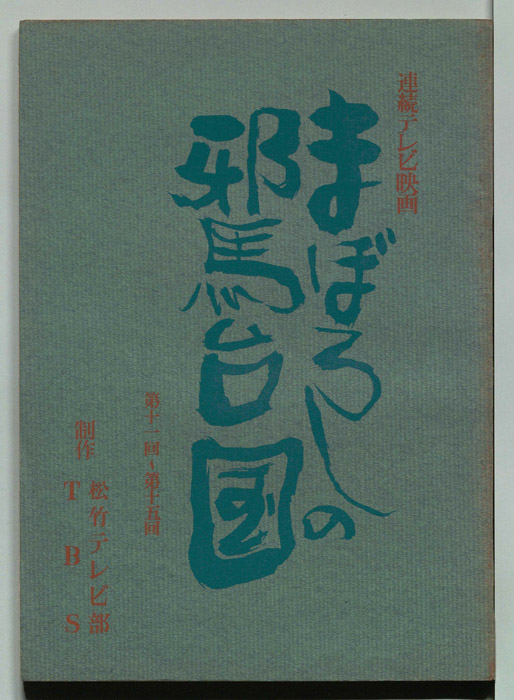 連続テレビ映画
まぼろしの
邪馬台国
第十一回～第十五回
制作
松竹テレビ部
TBS